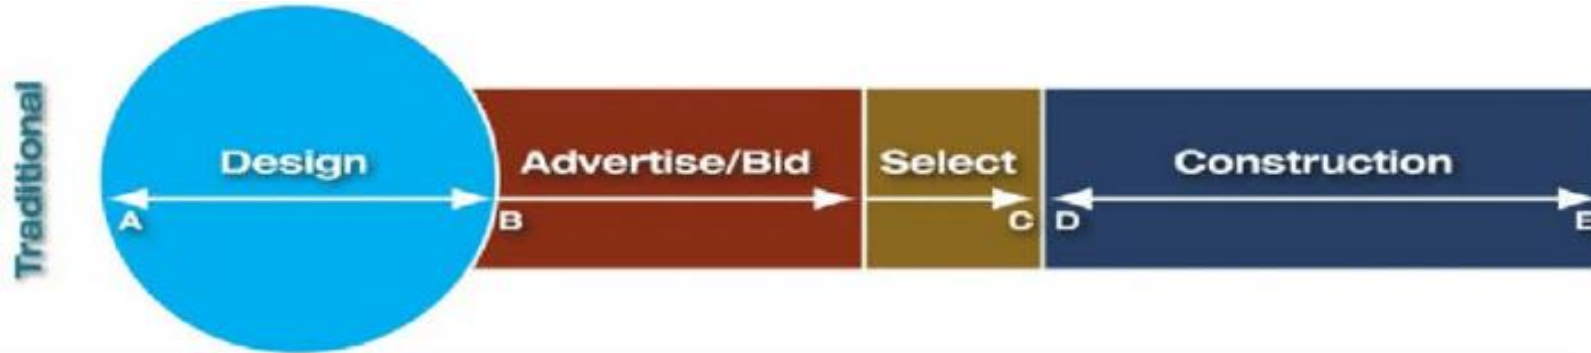 Traditional
Design
Advertise/Bid
Select
Construction
A
B
C
D
E